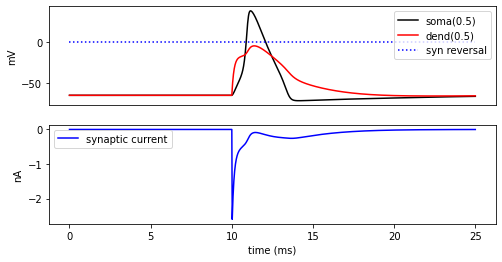 mV
0
−50
soma(0.5)
dend(0.5)
syn reversal
nA
0
−1
−2
synaptic current
0 5 10 15 20 25
time (ms)